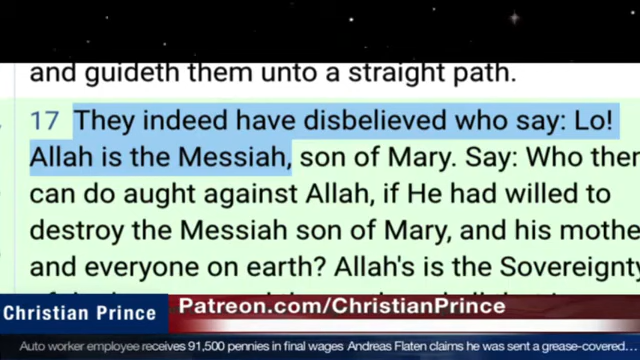 and guideth them unto a straight path.
17 They indeed have disbelieved who say: Lo!
Allah is the Messiah, son of Mary. Say: Who then
can do aught against Allah, if He had willed to
destroy the Messiah son of Mary, and his mothe
and everyone on earth? Allah's is the Sovereignty
Christian Prince
Patreon.com/ChristianPrince
Auto worker employee receives 91,500 pennies in final wages Andreas Flaten claims he was sent a grease-covered...